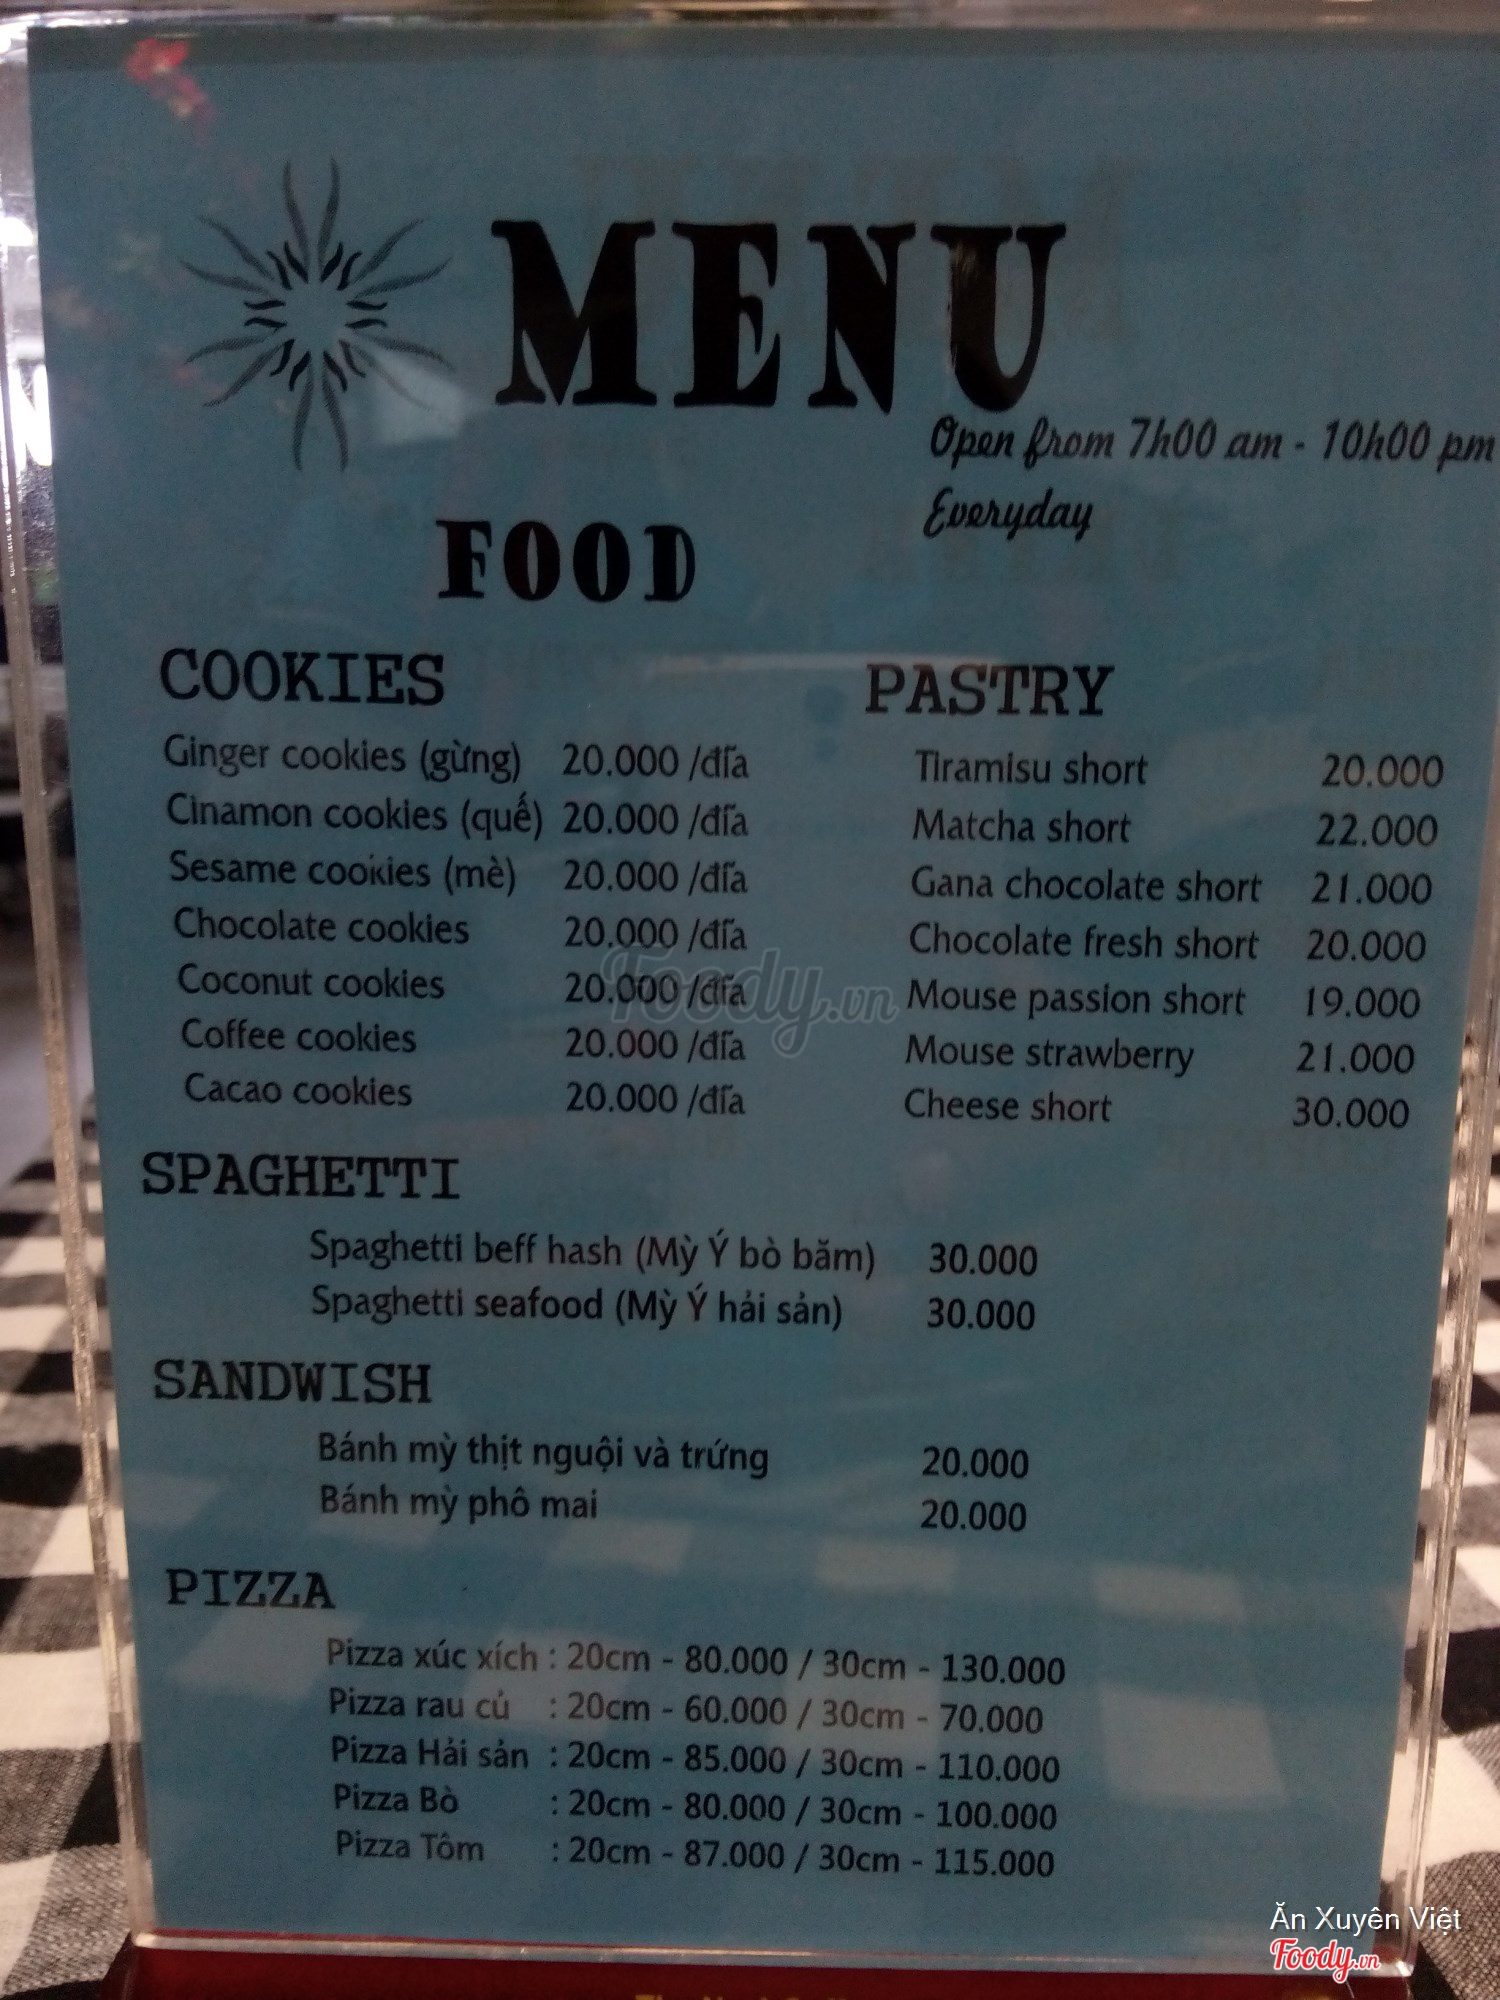 MENU
Open from 7h00 am - 10h00 pm
Everyday
FOOD
COOKIES
Ginger cookies (gừng) 20.000 /đĩa
Cinamon cookies (quế) 20.000 /đĩa
Sesame cookies (mè) 20.000 /đĩa
Chocolate cookies 20.000 /đĩa
Coconut cookies 20.000 /đĩa
Coffee cookies 20.000 /đĩa
Cacao cookies 20.000 /đĩa
PASTRY
Tiramisu short 20.000
Matcha short 22.000
Gana chocolate short 21.000
Chocolate fresh short 20.000
Mouse passion short 19.000
Mouse strawberry 21.000
Cheese short 30.000
SPAGHETTI
Spaghetti beff hash (Mỳ Ý bò băm) 30.000
Spaghetti seafood (Mỳ Ý hải sản) 30.000
SANDWISH
Bánh mỳ thịt nguội và trứng 20.000
Bánh mỳ phô mai 20.000
PIZZA
Pizza xúc xích : 20cm - 80.000 / 30cm - 130.000
Pizza rau củ : 20cm - 60.000 / 30cm - 70.000
Pizza Hải sản : 20cm - 85.000 / 30cm - 110.000
Pizza Bò : 20cm - 80.000 / 30cm - 100.000
Pizza Tôm : 20cm - 87.000 / 30cm - 115.000
Foody.vn
Ăn Xuyên Việt
Foody.vn